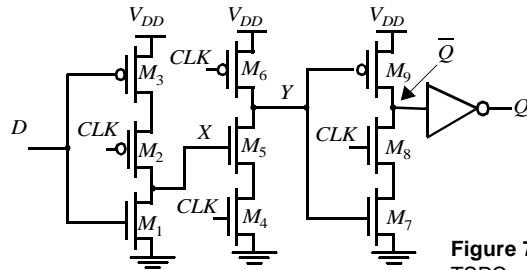 V_DD V_DD V_DD
CLK M_6 M_9 Q̅
M_3
D CLK M_2 X Y M_5 CLK M_8 Q
CLK M_4 M_7
M_1
Figure 7